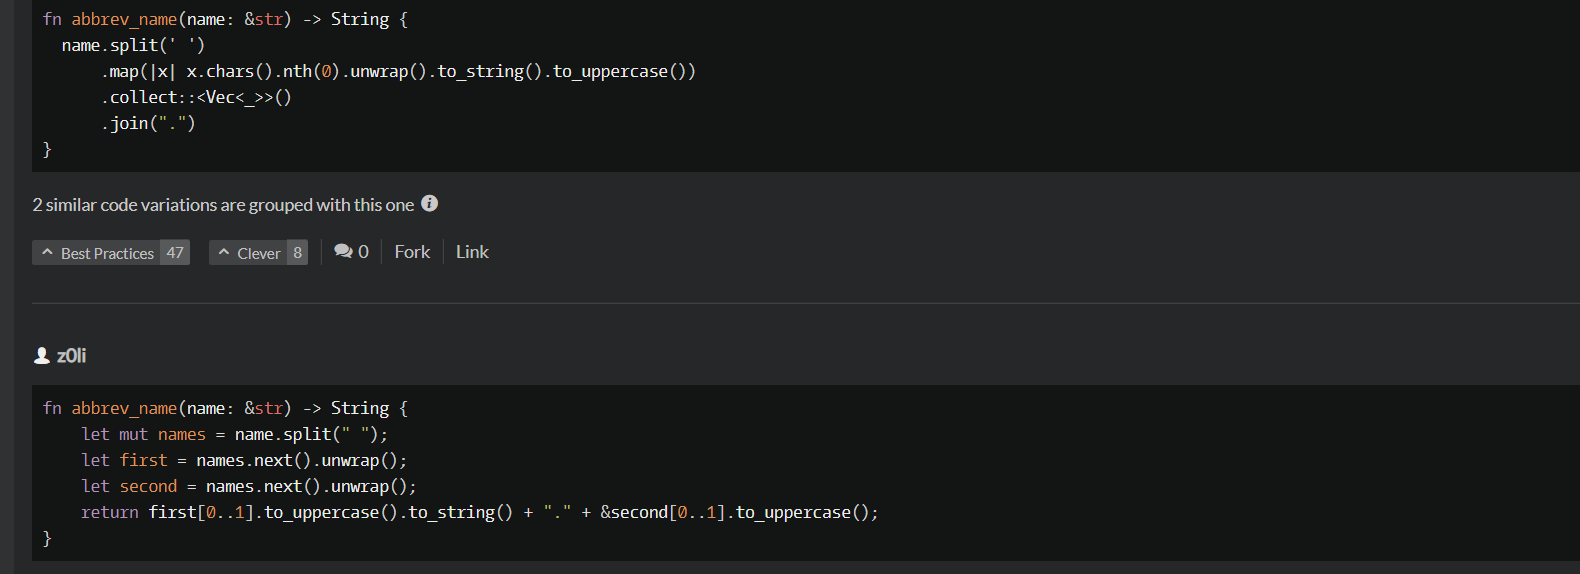 fn abbrev_name(name: &str) -> String {
  name.split(' ')
      .map(|x| x.chars().nth(0).unwrap().to_string().to_uppercase())
      .collect::<Vec<_>>()
      .join(".")
}
2 similar code variations are grouped with this one
Best Practices 47 Clever 8 0 Fork Link
z0li
fn abbrev_name(name: &str) -> String {
    let mut names = name.split(" ");
    let first = names.next().unwrap();
    let second = names.next().unwrap();
    return first[0..1].to_uppercase().to_string() + "." + &second[0..1].to_uppercase();
}